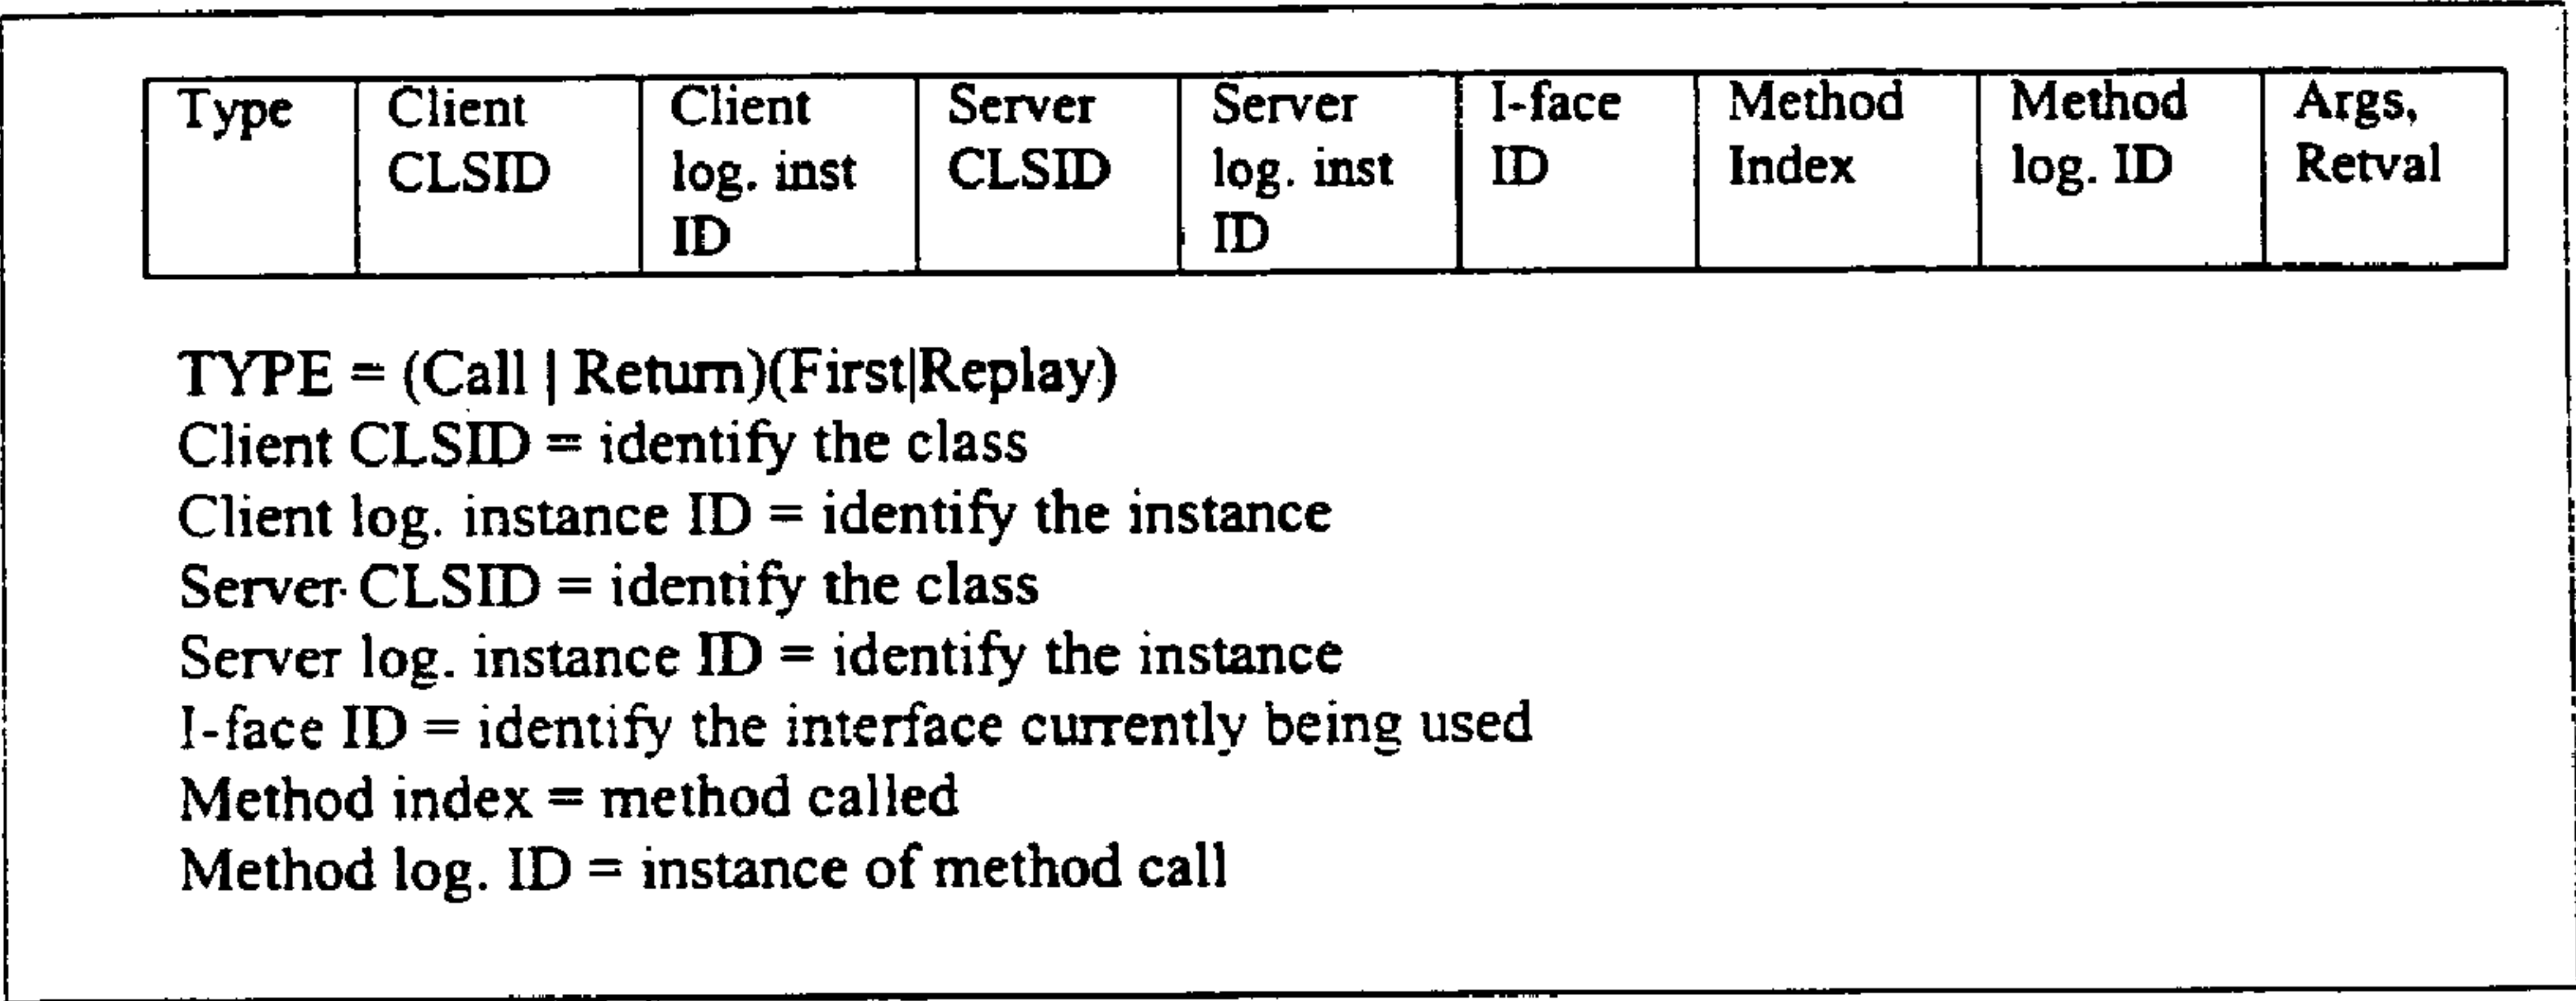 Type
Client
CLSID
Client
log. inst
ID
Server
CLSID
Server
log. inst
ID
I-face
ID
Method
Index
Method
log. ID
Args,
Retval
TYPE = (Call | Return)(First|Replay)
Client CLSID = identify the class
Client log. instance ID = identify the instance
Server CLSID = identify the class
Server log. instance ID = identify the instance
I-face ID = identify the interface currently being used
Method index = method called
Method log. ID = instance of method call